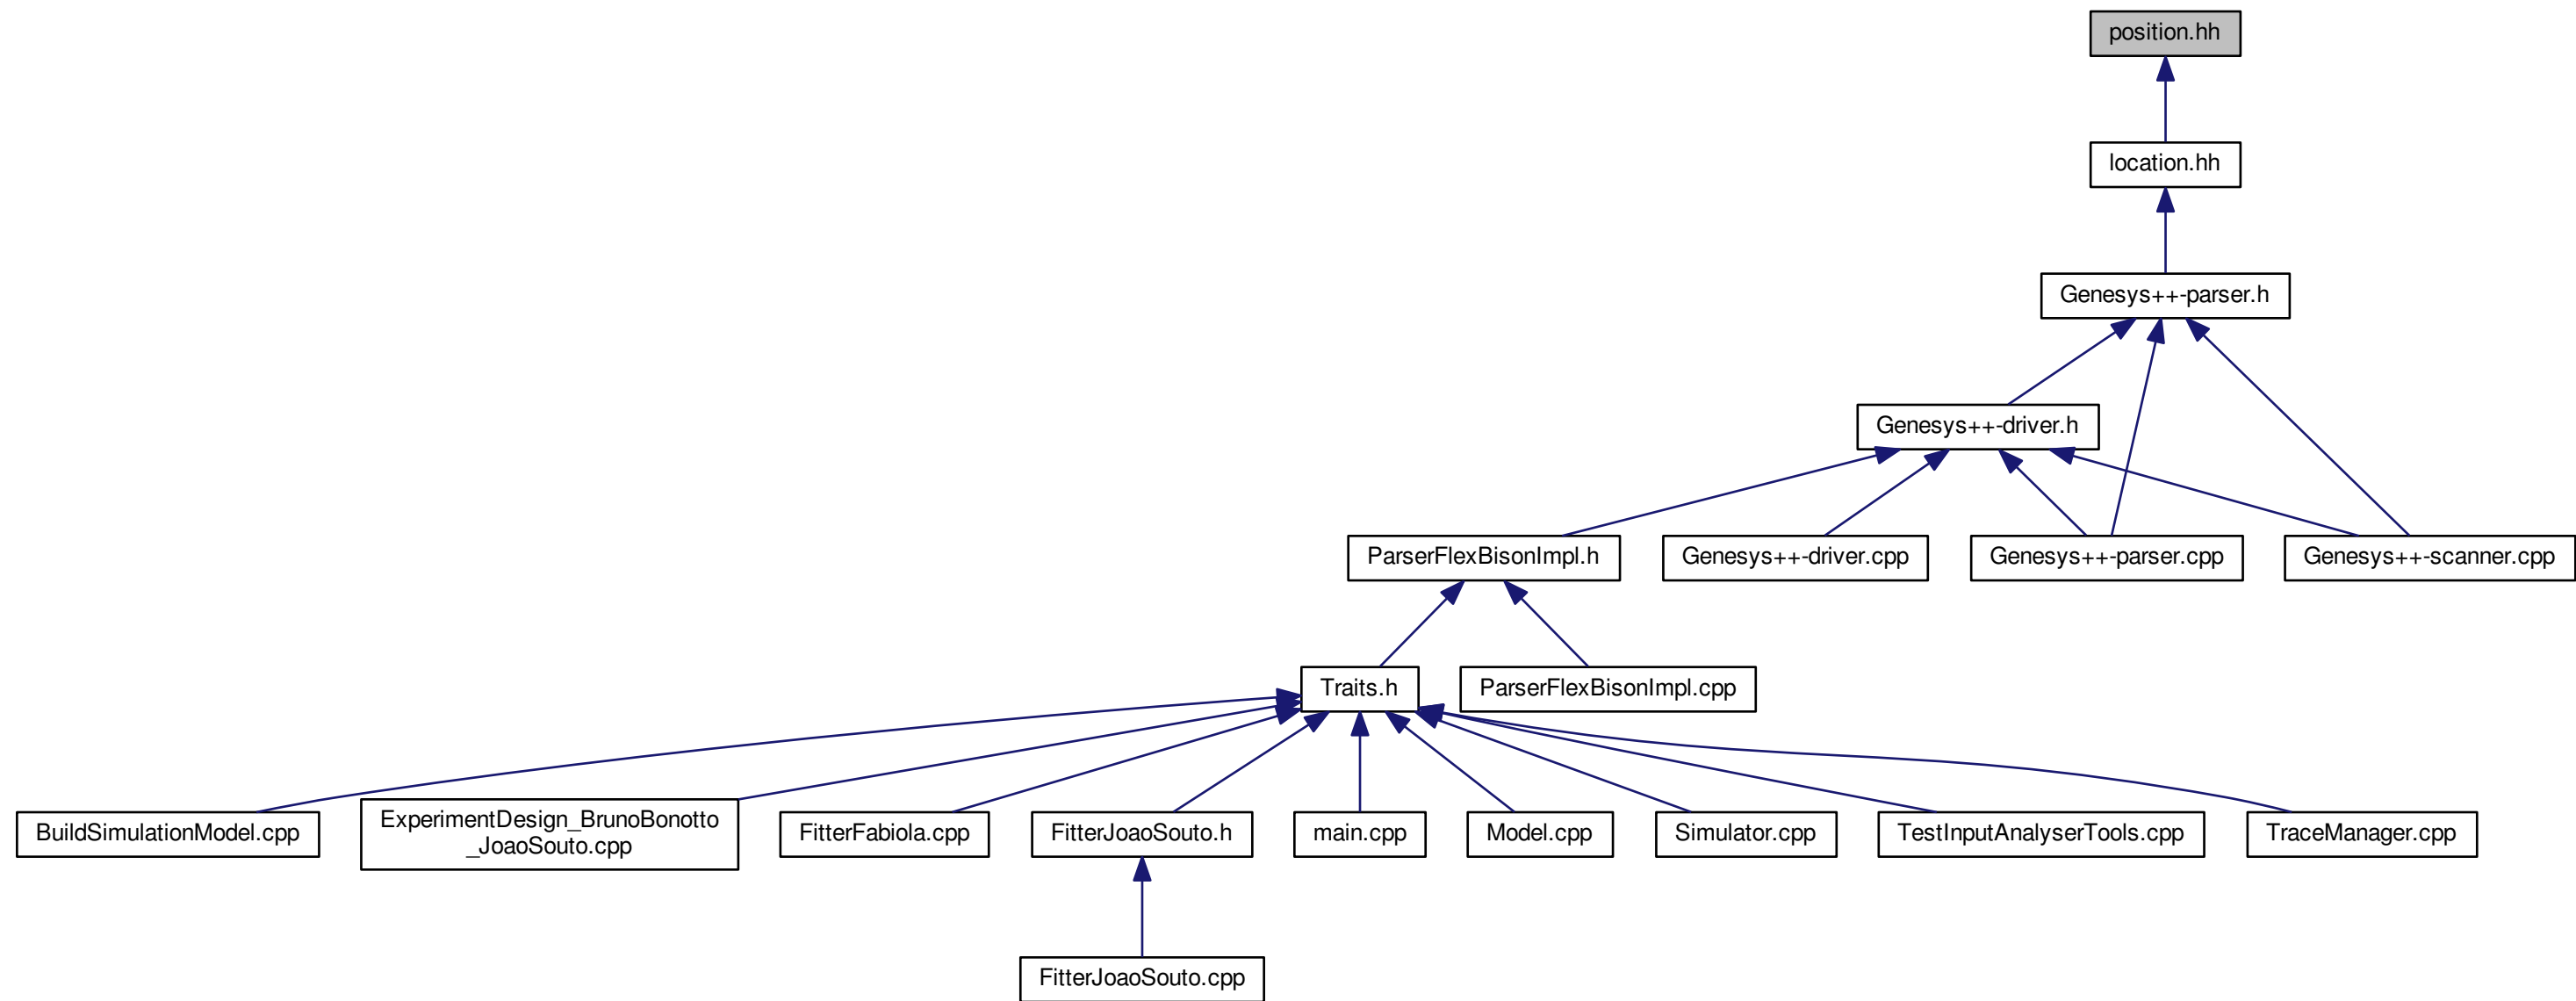 position.hh
location.hh
Genesys++-parser.h
Genesys++-driver.h
ParserFlexBisonImpl.h
Genesys++-driver.cpp
Genesys++-parser.cpp
Genesys++-scanner.cpp
Traits.h
ParserFlexBisonImpl.cpp
BuildSimulationModel.cpp
ExperimentDesign_BrunoBonotto
_JoaoSouto.cpp
FitterFabiola.cpp
FitterJoaoSouto.h
main.cpp
Model.cpp
Simulator.cpp
TestInputAnalyserTools.cpp
TraceManager.cpp
FitterJoaoSouto.cpp